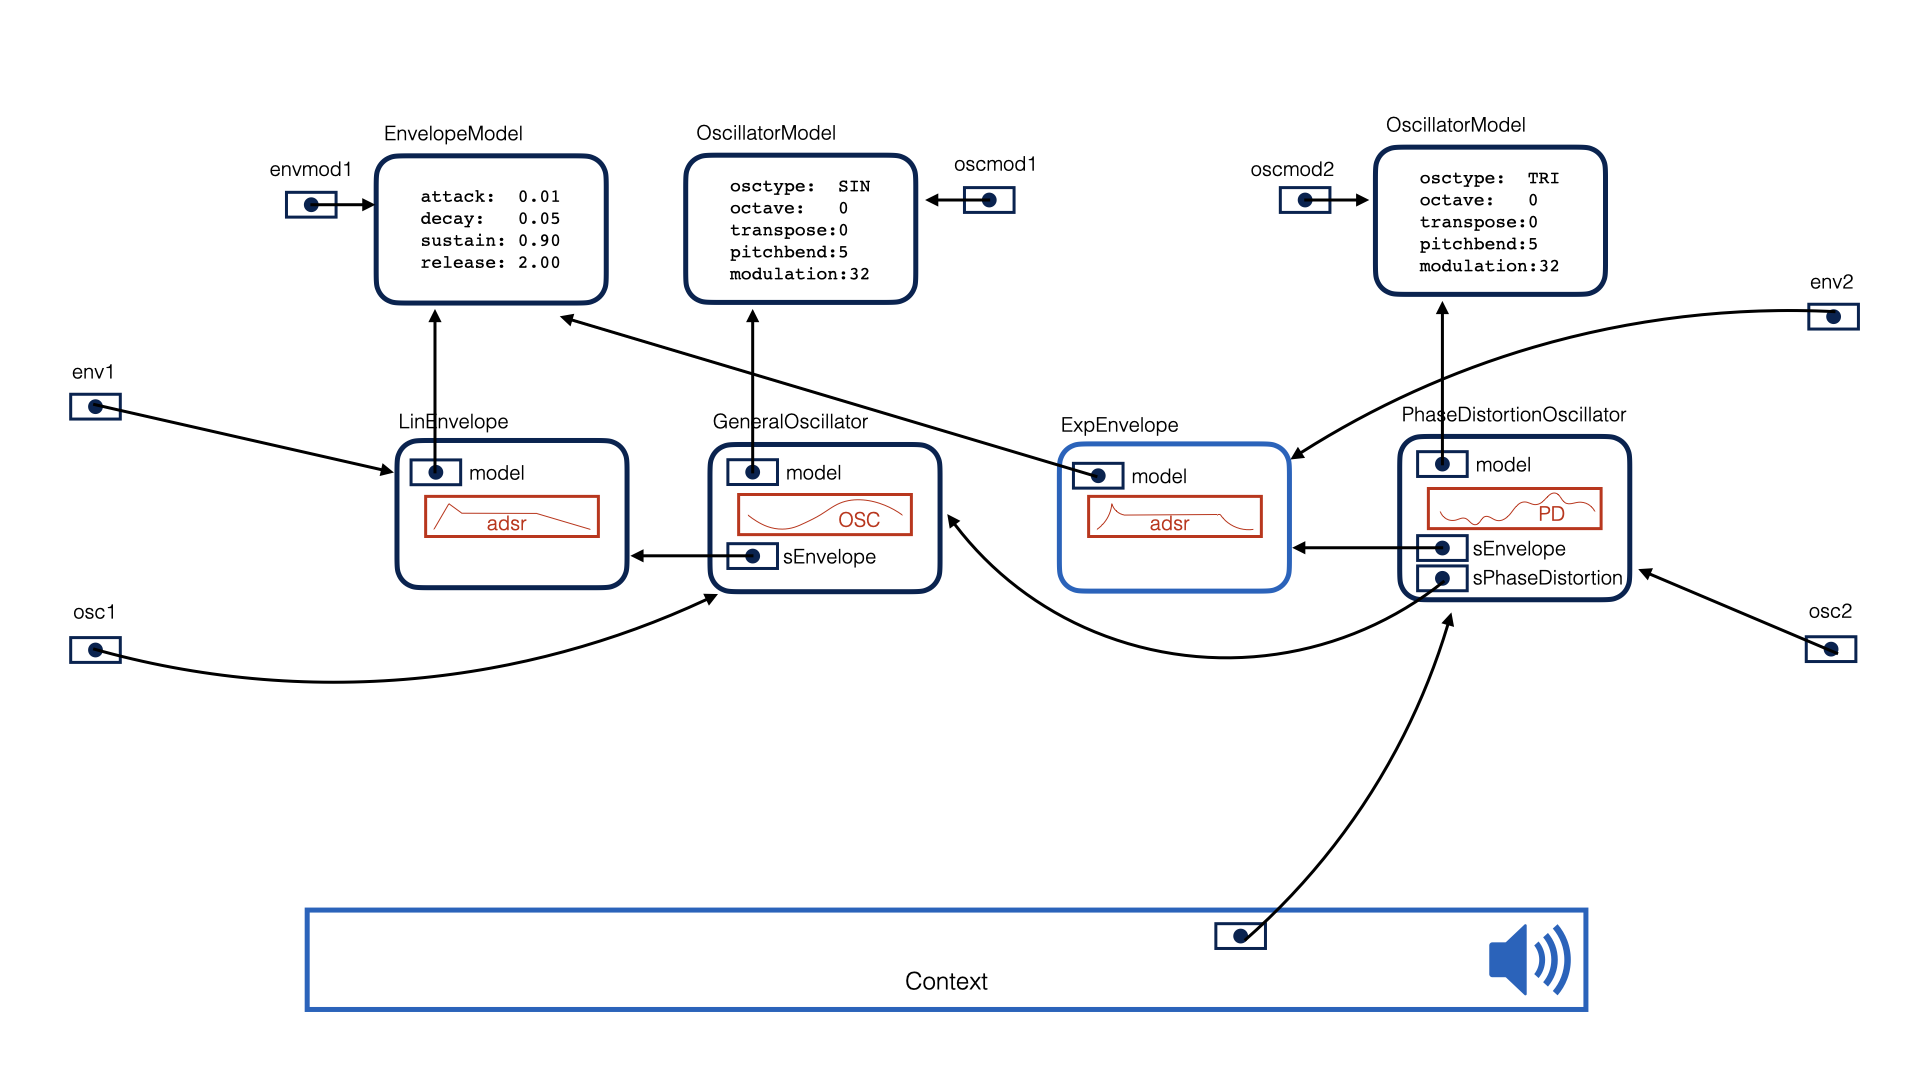 OscillatorModel
EnvelopeModel
OscillatorModel
envmod1
oscmod1
oscmod2
attack: 0.01
decay: 0.05
sustain: 0.90
release: 2.00
osctype: SIN
octave: 0
transpose:0
pitchbend:5
modulation:32
osctype: TRI
octave: 0
transpose:0
pitchbend:5
modulation:32
env2
env1
LinEnvelope
GeneralOscillator
ExpEnvelope
PhaseDistortionOscillator
model
adsr
model
OSC
sEnvelope
model
adsr
model
PD
sEnvelope
sPhaseDistortion
osc1
osc2
Context